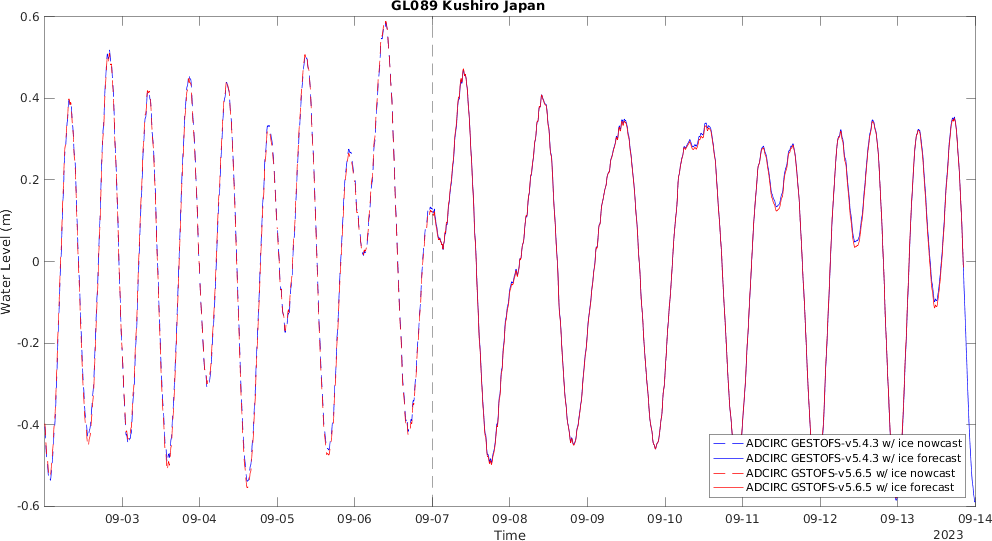 GL089 Kushiro Japan
Water Level (m)
0.6
0.4
0.2
0
-0.2
-0.4
-0.6
ADCIRC GESTOFS-v5.4.3 w/ ice nowcast
ADCIRC GESTOFS-v5.4.3 w/ ice forecast
ADCIRC GSTOFS-v5.6.5 w/ ice nowcast
ADCIRC GSTOFS-v5.6.5 w/ ice forecast
09-03 09-04 09-05 09-06 09-07 09-08 09-09 09-10 09-11 09-12 09-13 09-14
Time
2023